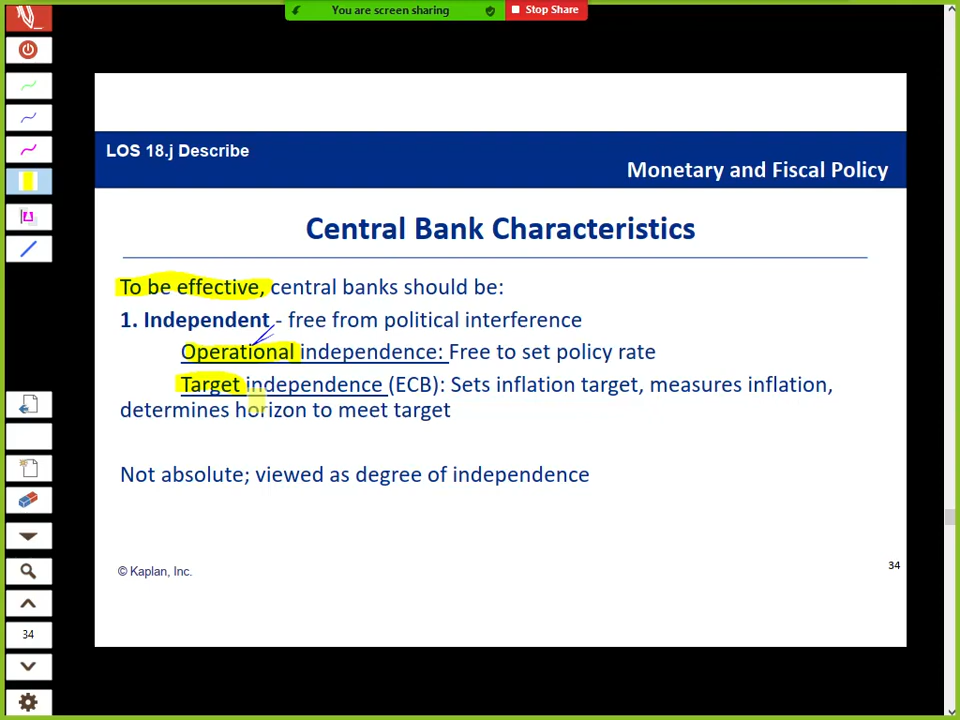 You are screen sharing
Stop Share
LOS 18.j Describe
Monetary and Fiscal Policy
Central Bank Characteristics
To be effective, central banks should be:
1. Independent - free from political interference
Operational independence: Free to set policy rate
Target independence (ECB): Sets inflation target, measures inflation,
determines horizon to meet target
Not absolute; viewed as degree of independence
© Kaplan, Inc.
34
34